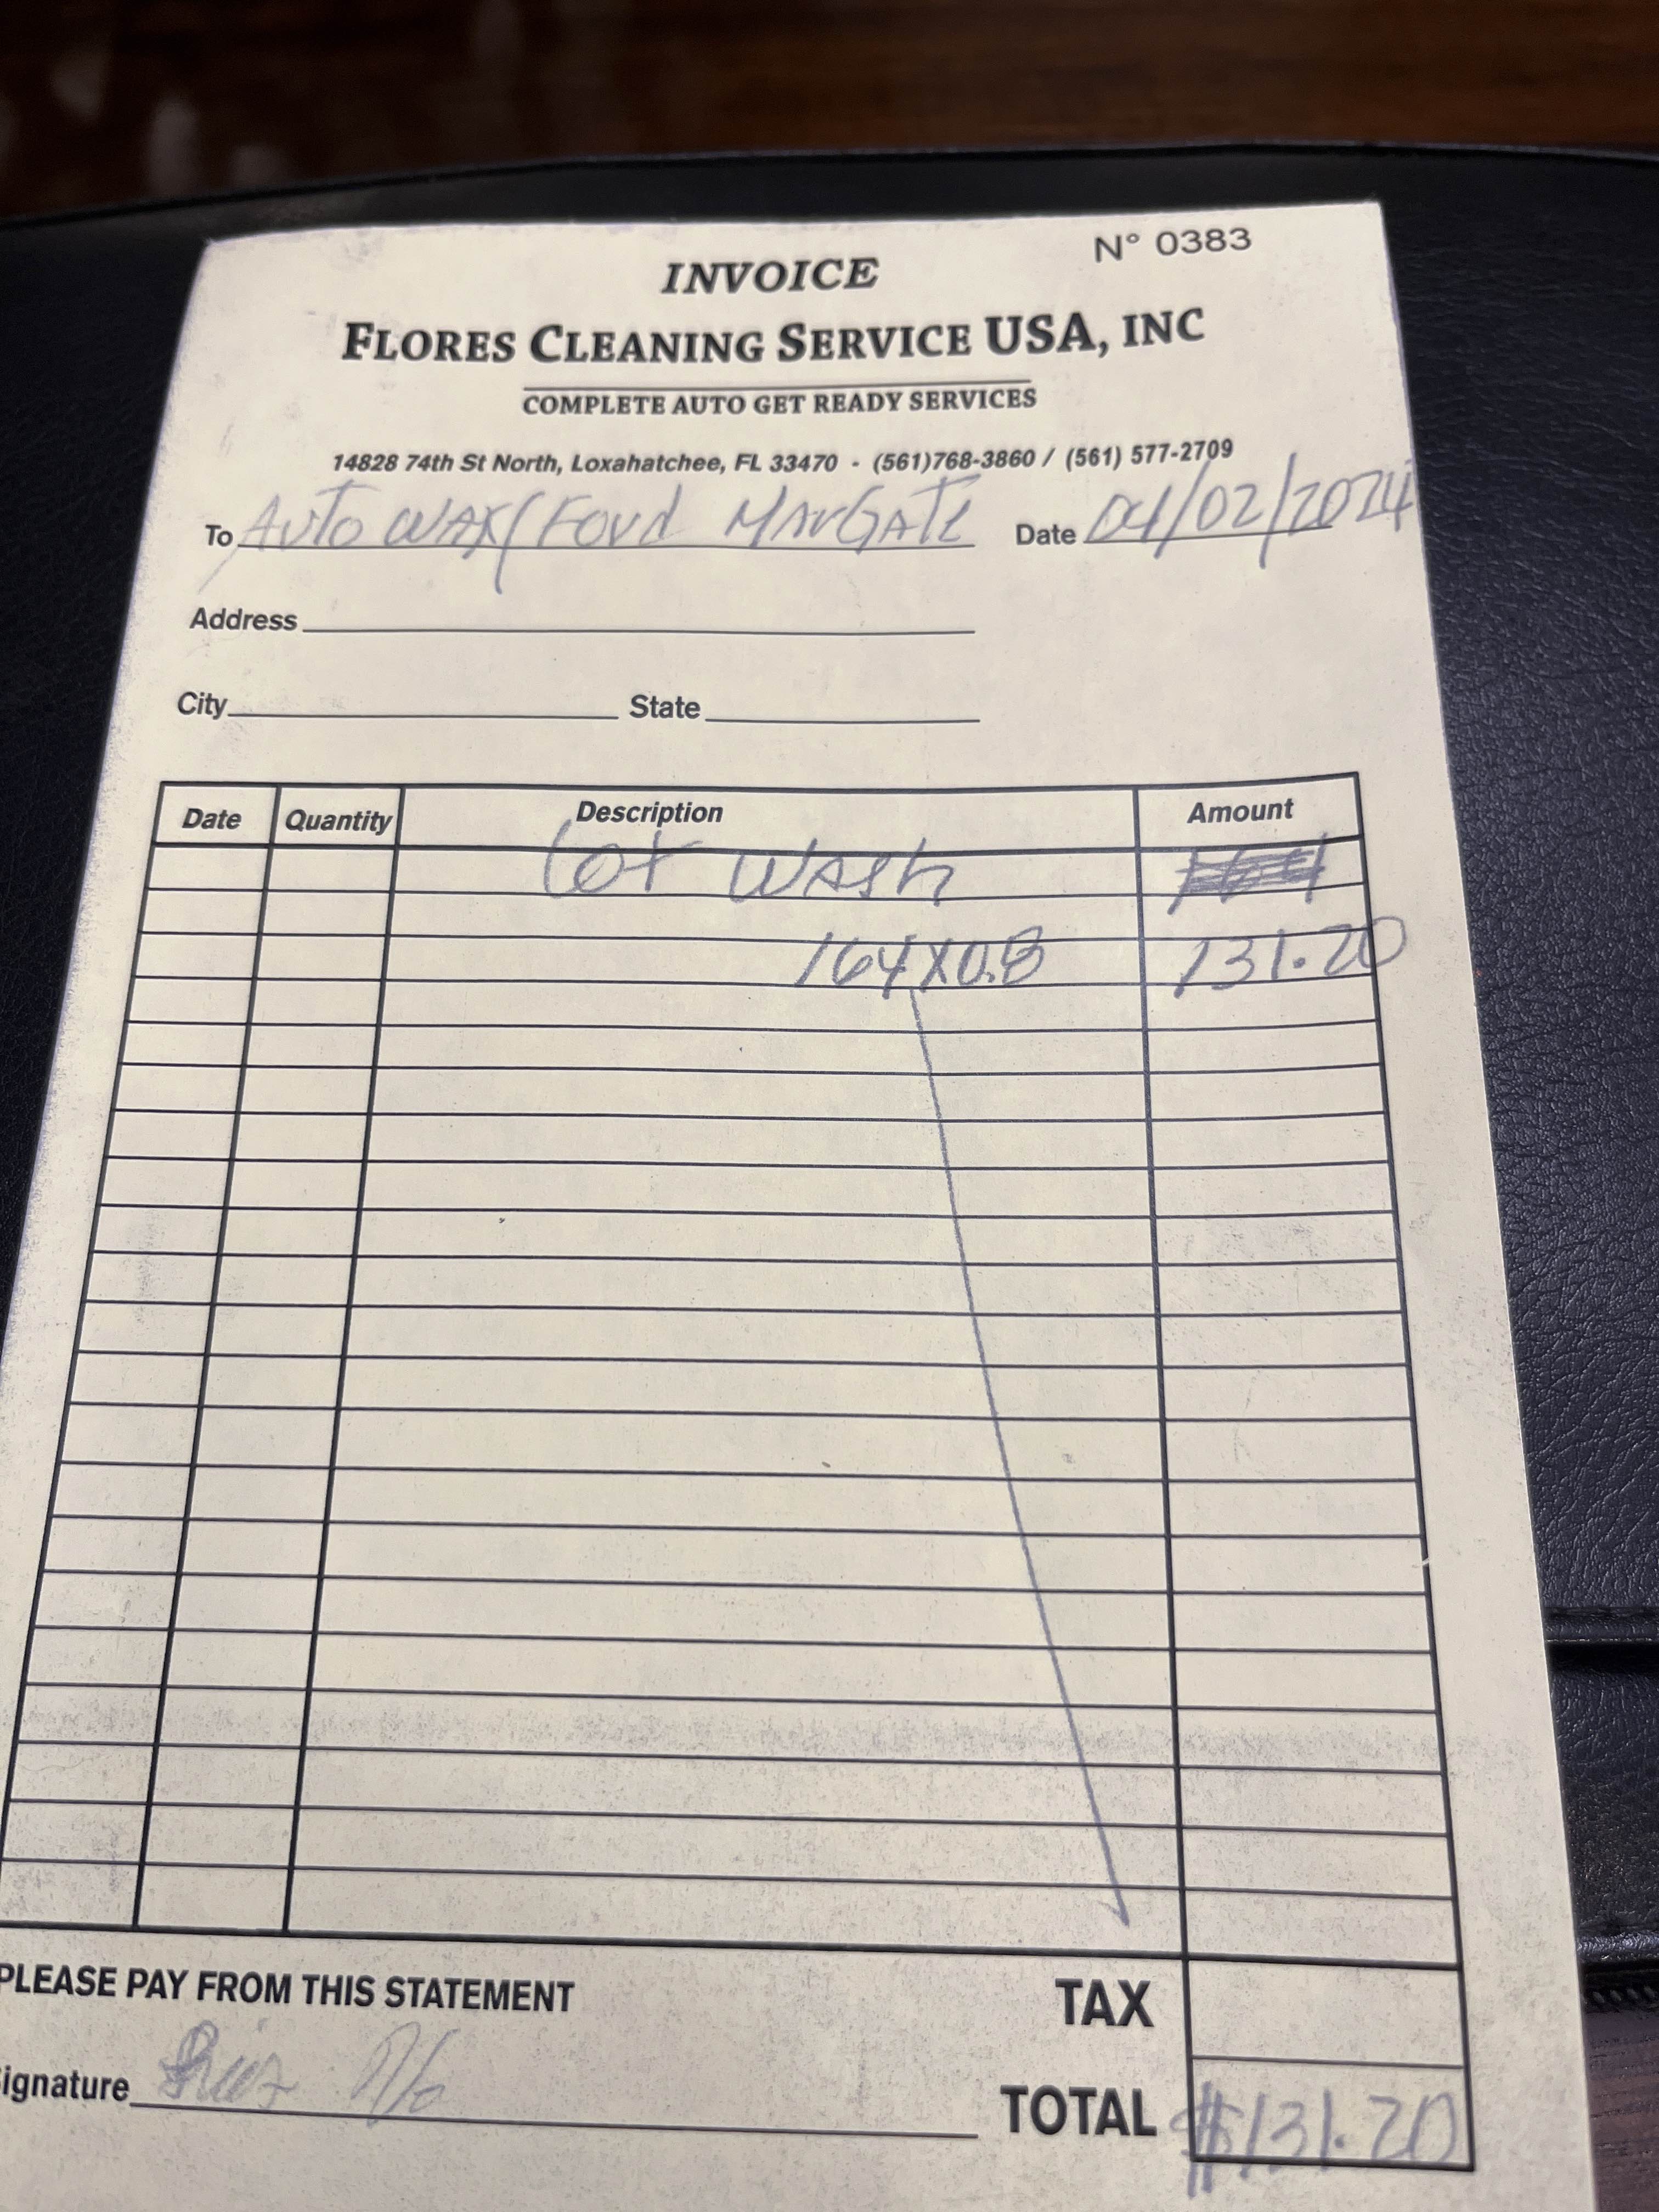 N° 0383
INVOICE
FLORES CLEANING SERVICE USA, INC
COMPLETE AUTO GET READY SERVICES
14828 74th St North, Loxahatchee, FL 33470 - (561)768-3860 / (561) 577-2709
To Auto Wax/Ford Margate Date 04/02/2024
Address
City State
Date Quantity Description Amount
Lot Wash
164X0.8 131.20
PLEASE PAY FROM THIS STATEMENT
TAX
ignature
TOTAL $131.20